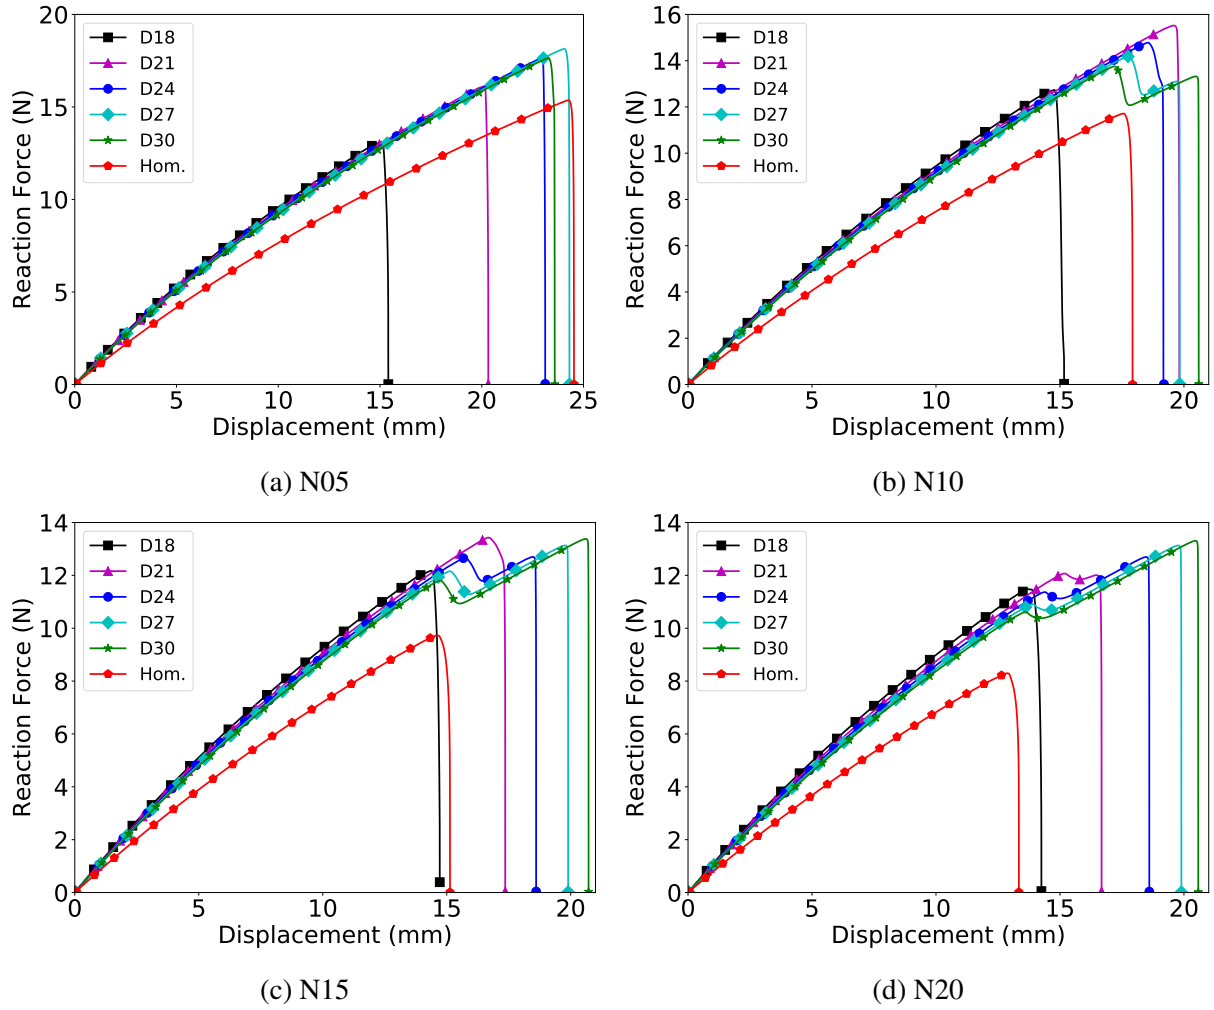 20
15
10
5
0
Reaction Force (N)
D18
D21
D24
D27
D30
Hom.
0 5 10 15 20 25
Displacement (mm)
(a) N05
16
14
12
10
8
6
4
2
0
Reaction Force (N)
D18
D21
D24
D27
D30
Hom.
0 5 10 15 20
Displacement (mm)
(b) N10
14
12
10
8
6
4
2
0
Reaction Force (N)
D18
D21
D24
D27
D30
Hom.
0 5 10 15 20
Displacement (mm)
(c) N15
14
12
10
8
6
4
2
0
Reaction Force (N)
D18
D21
D24
D27
D30
Hom.
0 5 10 15 20
Displacement (mm)
(d) N20